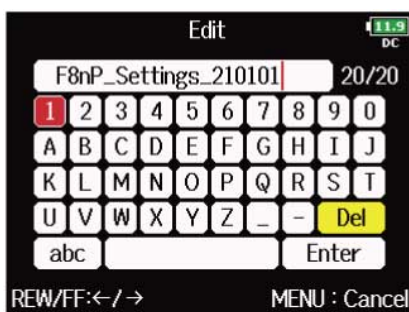 Edit
11.9
DC
F8nP_Settings_210101 20/20
1 2 3 4 5 6 7 8 9 0
A B C D E F G H I J
K L M N O P Q R S T
U V W X Y Z _ - Del
abc Enter
REW/FF:←/→ MENU : Cancel